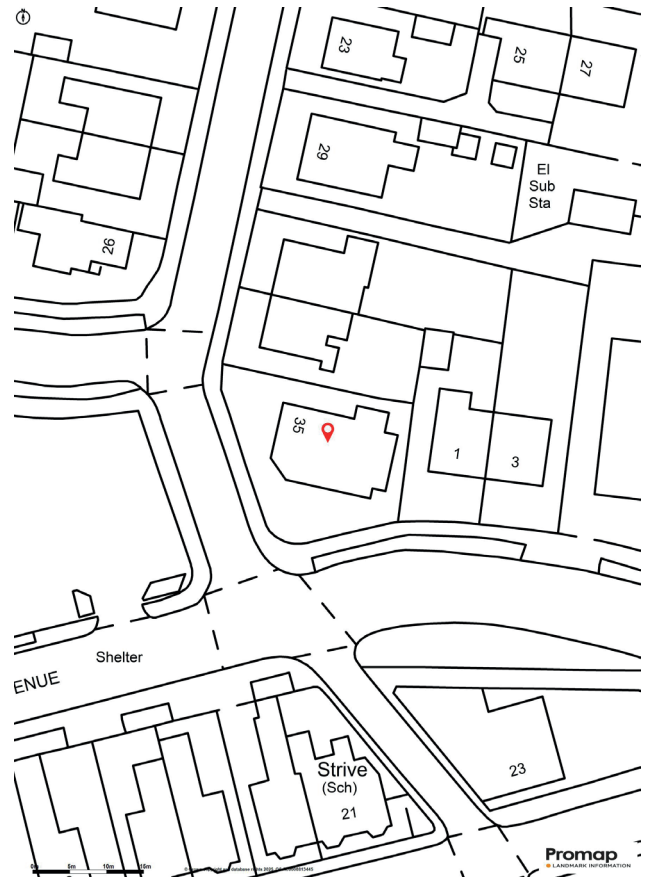 23
25
27
29
El
Sub
Sta
26
35
1
3
Shelter
ENUE
Strive
(Sch)
21
23
0m 5m 10m 15m
Promap
LANDMARK INFORMATION